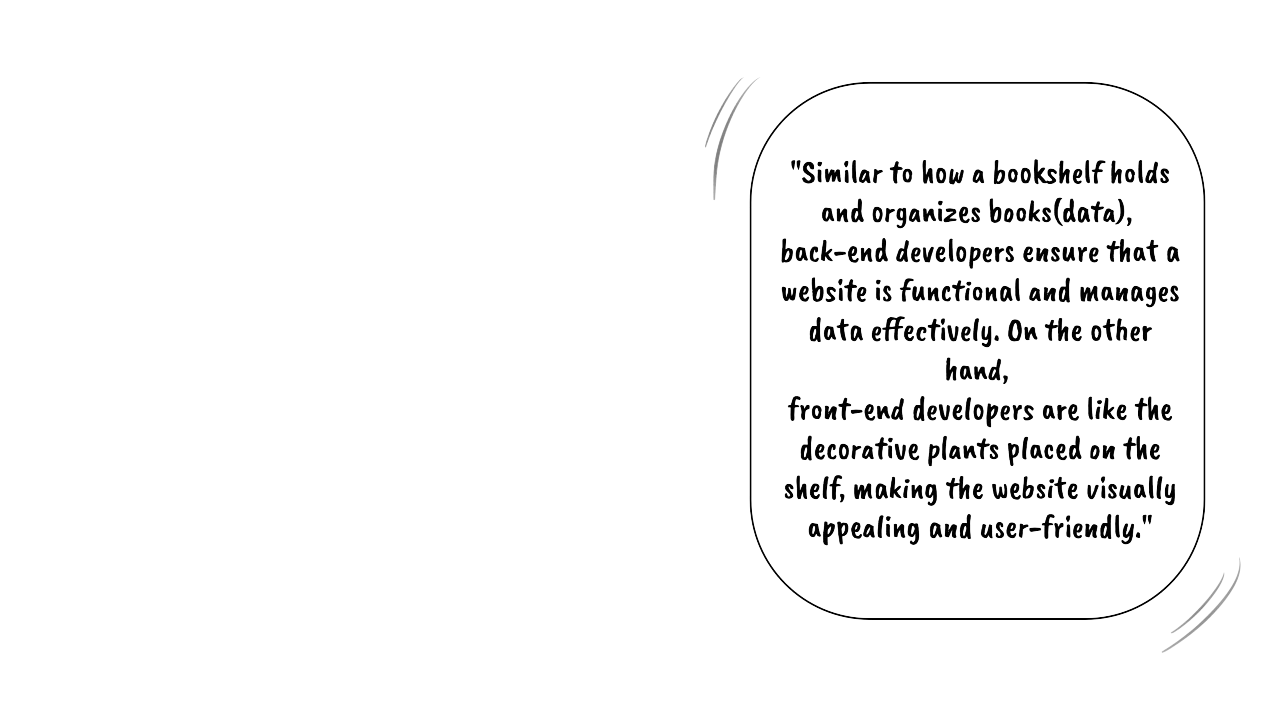 "Similar to how a bookshelf holds
and organizes books(data),
back-end developers ensure that a
website is functional and manages
data effectively. On the other
hand,
front-end developers are like the
decorative plants placed on the
shelf, making the website visually
appealing and user-friendly."